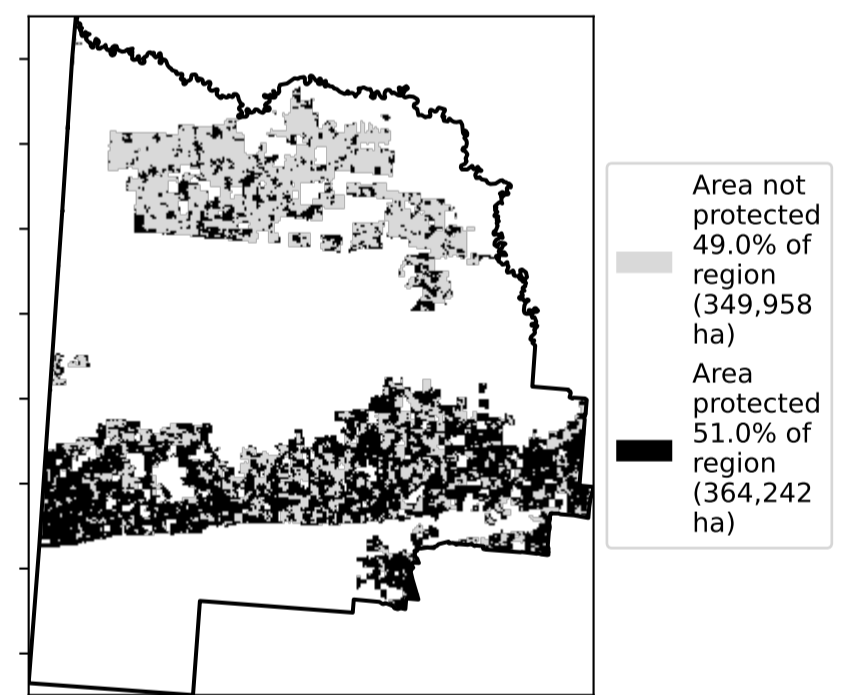 Area not
protected
49.0% of
region
(349,958
ha)
Area
protected
51.0% of
region
(364,242
ha)